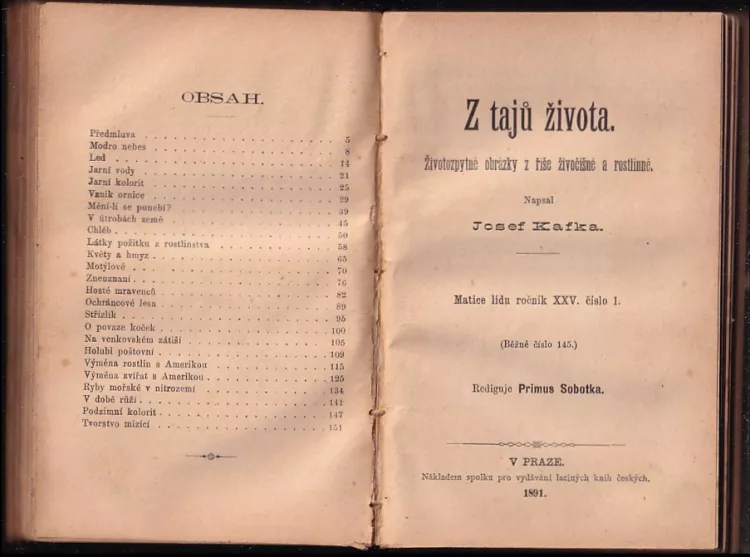 OBSAH.
Předmluva . . . . . . . . . . . . . . . . 5
Modro nebes . . . . . . . . . . . . . . . 8
Led . . . . . . . . . . . . . . . . . . 14
Jarní vody . . . . . . . . . . . . . . . 21
Jarní kolorit . . . . . . . . . . . . . . 25
Vznik ornice . . . . . . . . . . . . . . 29
Mění-li se ponebí? . . . . . . . . . . . . 39
V útrobách země . . . . . . . . . . . . . 45
Chléb . . . . . . . . . . . . . . . . . 50
Látky požitku z rostlinstva . . . . . . . . 58
Květy a hmyz . . . . . . . . . . . . . . 65
Motýlové . . . . . . . . . . . . . . . . 70
Zneuznaní . . . . . . . . . . . . . . . . 76
Hosté mravenců . . . . . . . . . . . . . 82
Ochráncové lesa . . . . . . . . . . . . . 89
Střízlík . . . . . . . . . . . . . . . . 95
O povaze koček . . . . . . . . . . . . . 100
Na venkovském zátiší . . . . . . . . . . . 105
Holubi poštovní . . . . . . . . . . . . . 109
Výměna rostlin s Amerikou . . . . . . . . . 115
Výměna zvířat s Amerikou . . . . . . . . . 125
Ryby mořské v nitrozemí . . . . . . . . . 134
V době růží . . . . . . . . . . . . . . . 141
Podzimní kolorit . . . . . . . . . . . . . 147
Tvorstvo mizící . . . . . . . . . . . . . 151
Z tajů života.
Životozpytné obrázky z říše živočišné a rostlinné.
Napsal
Josef Kafka.
Matice lidu ročník XXV. číslo 1.
(Běžné číslo 145.)
Rediguje Primus Sobotka.
V PRAZE.
Nákladem spolku pro vydávání laciných knih českých.
1891.